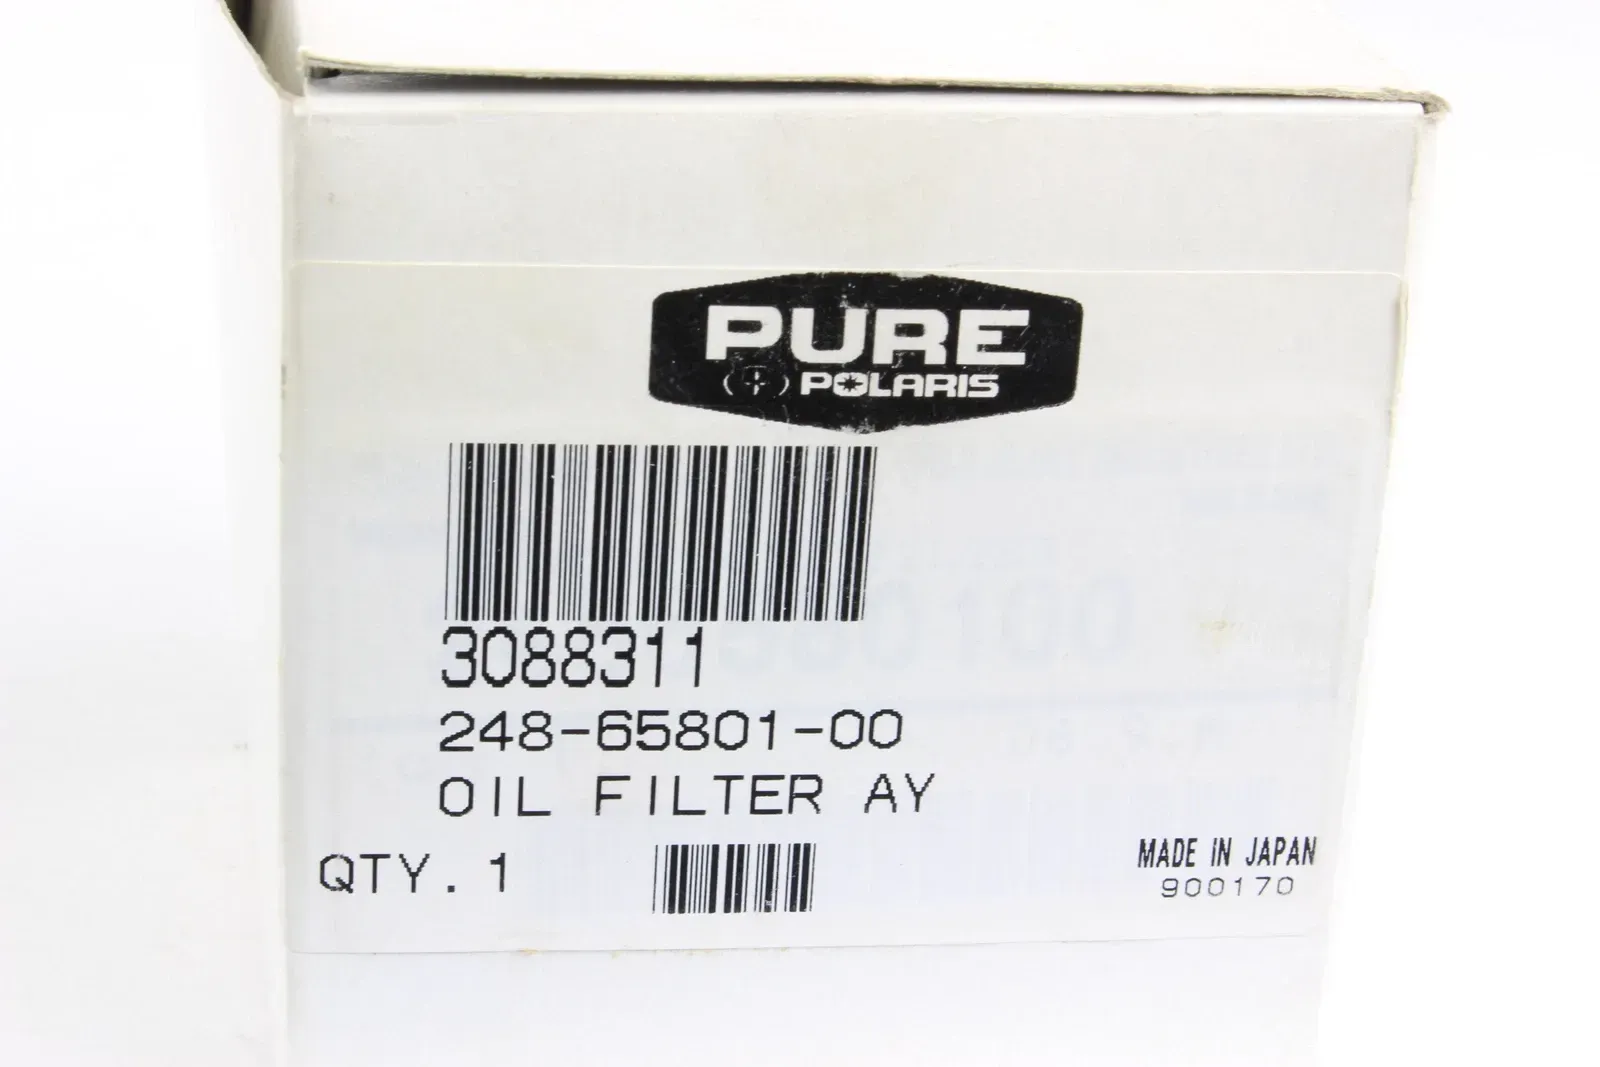 PURE
POLARIS
3088311
248-65801-00
OIL FILTER AY
QTY. 1
MADE IN JAPAN
900170